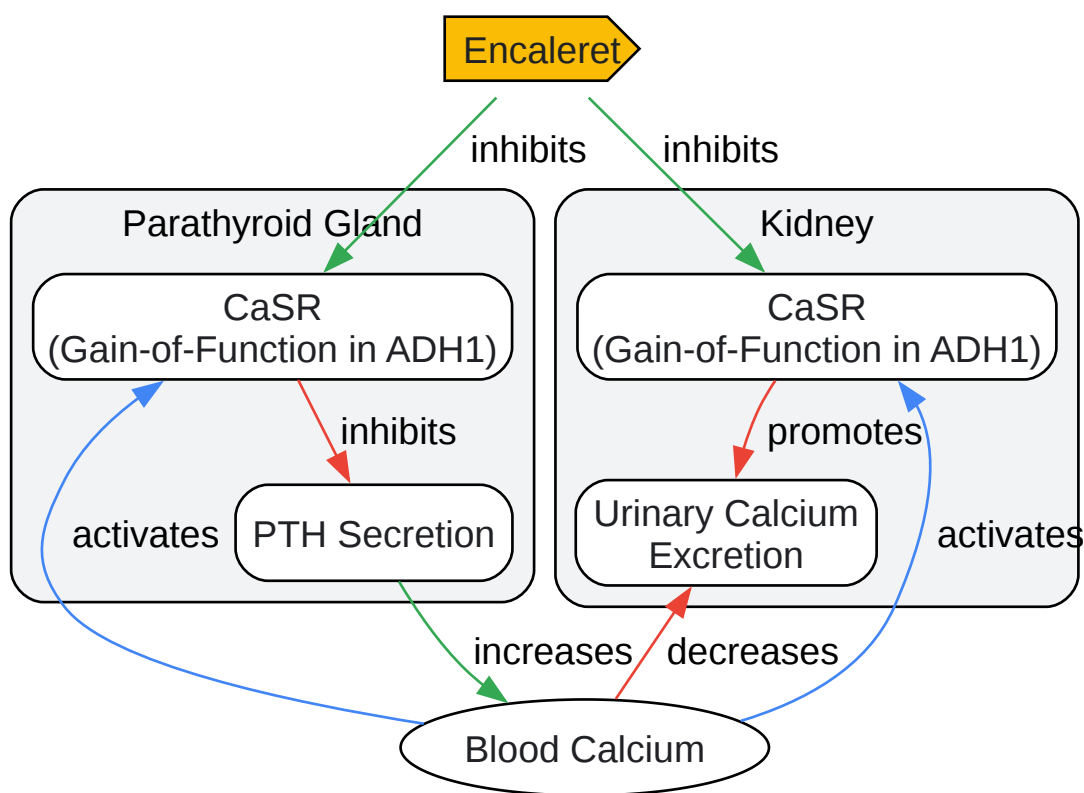 Encaleret
inhibits
inhibits
Parathyroid Gland
Kidney
CaSR
(Gain-of-Function in ADH1)
CaSR
(Gain-of-Function in ADH1)
inhibits
promotes
activates
PTH Secretion
Urinary Calcium
Excretion
activates
increases
decreases
Blood Calcium